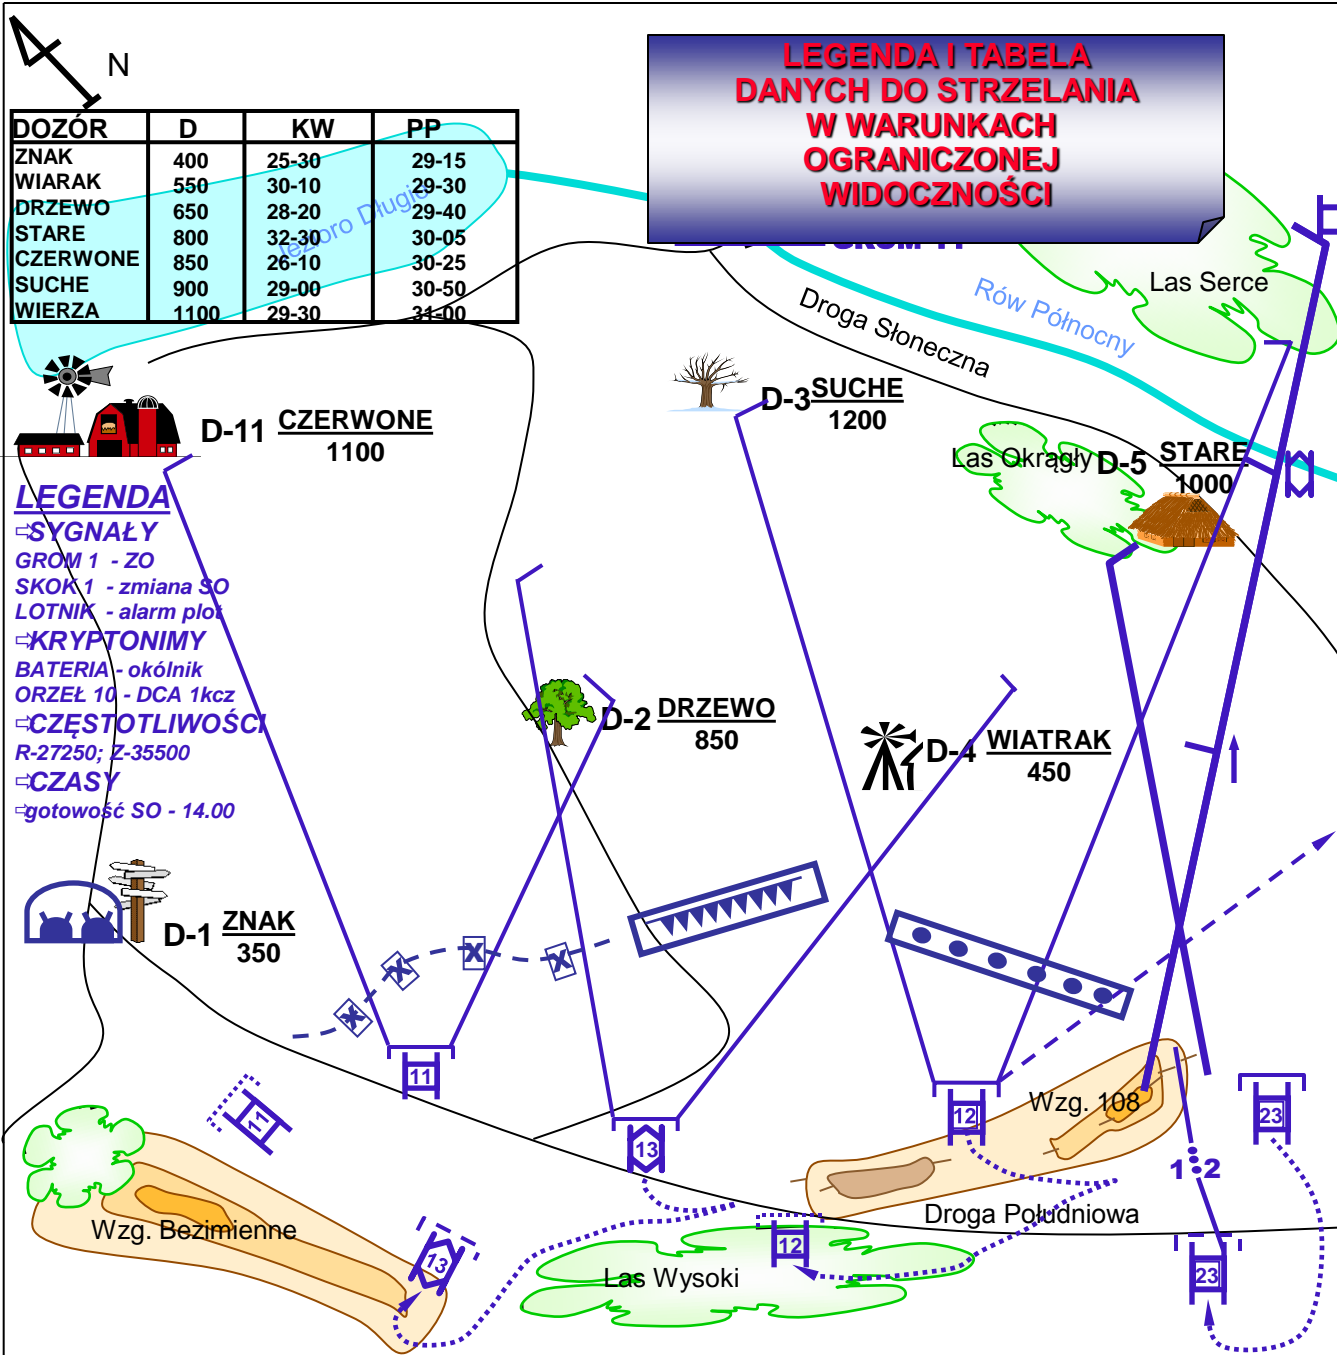 N
LEGENDA I TABELA
DANYCH DO STRZELANIA
W WARUNKACH
OGRANICZONEJ
WIDOCZNOŚCI
DOZÓR D KW PP
ZNAK 400 25-30 29-15
WIARAK 550 30-10 29-30
DRZEWO 650 28-20 29-40
STARE 800 32-30 30-05
CZERWONE 850 26-10 30-25
SUCHE 900 29-00 30-50
WIERZA 1100 29-30 31-00
Jezioro Długie
Las Serce
Rów Północny
Droga Słoneczna
D-3 SUCHE
1200
D-11 CZERWONE
1100
Las Okrągły
D-5 STARE
1000
LEGENDA
⇨SYGNAŁY
GROM 1 - ZO
SKOK 1 - zmiana SO
LOTNIK - alarm plot
⇨KRYPTONIMY
BATERIA - okólnik
ORZEŁ 10 - DCA 1kcz
⇨CZĘSTOTLIWOŚCI
R-27250; Z-35500
⇨CZASY
⇨gotowość SO - 14.00
D-2 DRZEWO
850
D-4 WIATRAK
450
D-1 ZNAK
350
X X X X
11
11
13
12
Wzg. 108
23
1 2
Wzg. Bezimienne
13
Las Wysoki
12
Droga Południowa
23